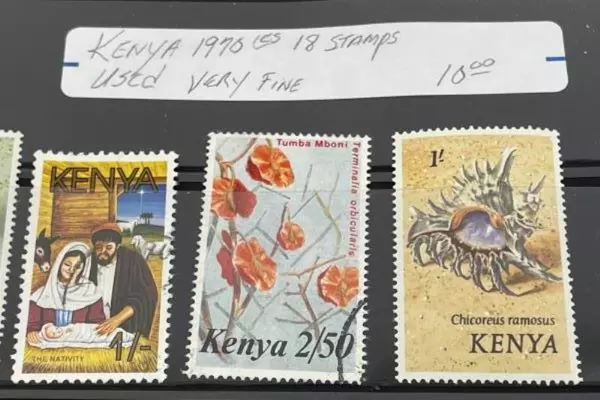 KENYA 1970 es 18 STAMPS
Used VERY FINE 10.00
KENYA
THE NATIVITY
1/-
Tumba Mboni
Terminalia orbicularis
Kenya 2/50
1/-
Chicoreus ramosus
KENYA